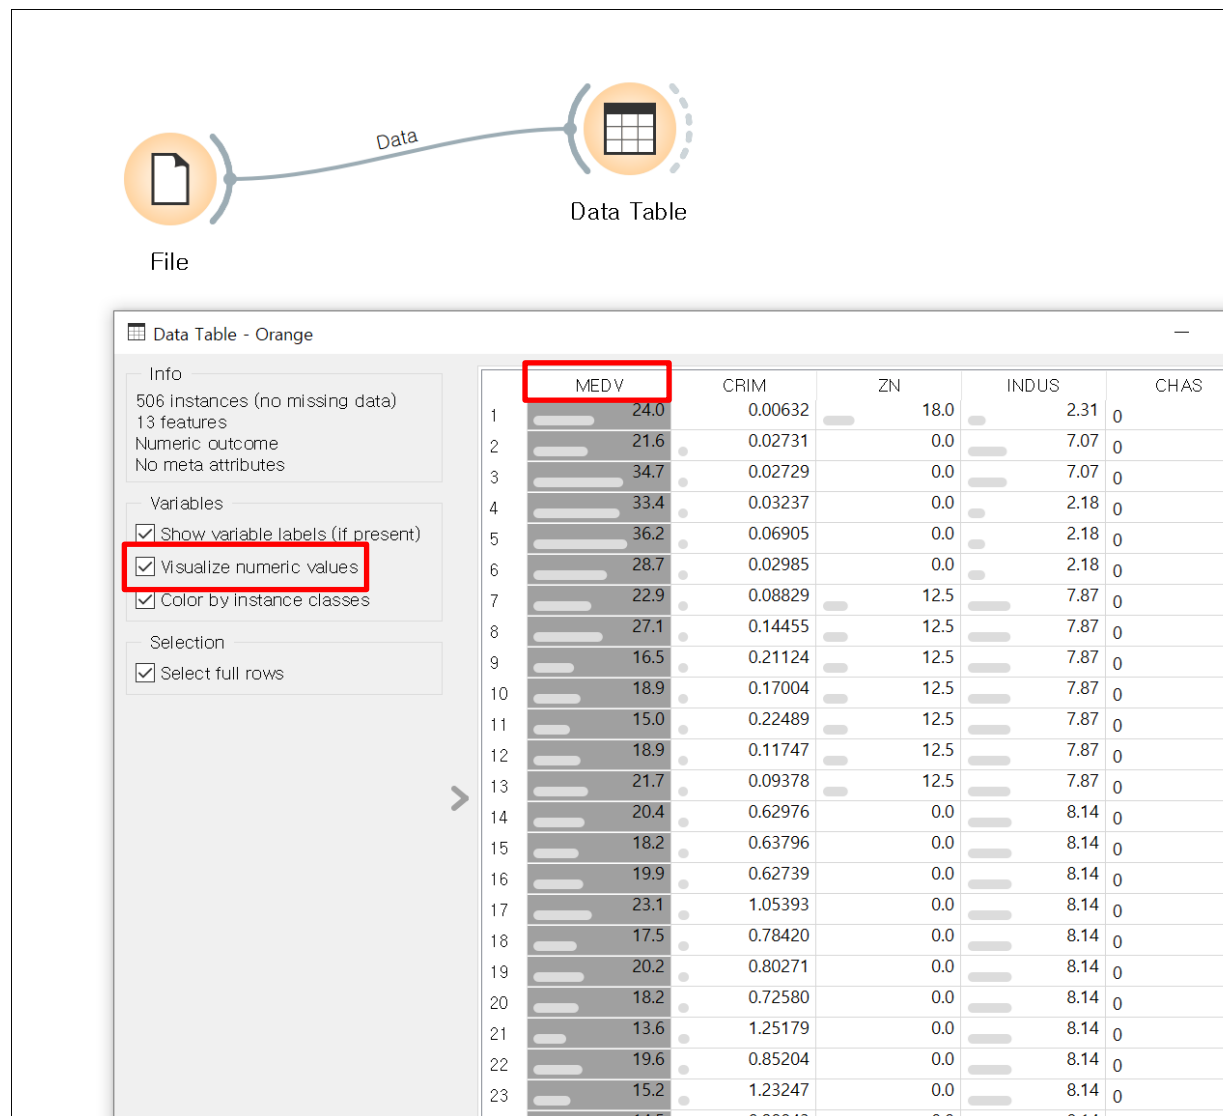 Data
Data Table
File
Data Table - Orange
Info
506 instances (no missing data)
13 features
Numeric outcome
No meta attributes
Variables
Show variable labels (if present)
Visualize numeric values
Color by instance classes
Selection
Select full rows
MEDV CRIM ZN INDUS CHAS
1 24.0 0.00632 18.0 2.31 0
2 21.6 0.02731 0.0 7.07 0
3 34.7 0.02729 0.0 7.07 0
4 33.4 0.03237 0.0 2.18 0
5 36.2 0.06905 0.0 2.18 0
6 28.7 0.02985 0.0 2.18 0
7 22.9 0.08829 12.5 7.87 0
8 27.1 0.14455 12.5 7.87 0
9 16.5 0.21124 12.5 7.87 0
10 18.9 0.17004 12.5 7.87 0
11 15.0 0.22489 12.5 7.87 0
12 18.9 0.11747 12.5 7.87 0
13 21.7 0.09378 12.5 7.87 0
14 20.4 0.62976 0.0 8.14 0
15 18.2 0.63796 0.0 8.14 0
16 19.9 0.62739 0.0 8.14 0
17 23.1 1.05393 0.0 8.14 0
18 17.5 0.78420 0.0 8.14 0
19 20.2 0.80271 0.0 8.14 0
20 18.2 0.72580 0.0 8.14 0
21 13.6 1.25179 0.0 8.14 0
22 19.6 0.85204 0.0 8.14 0
23 15.2 1.23247 0.0 8.14 0